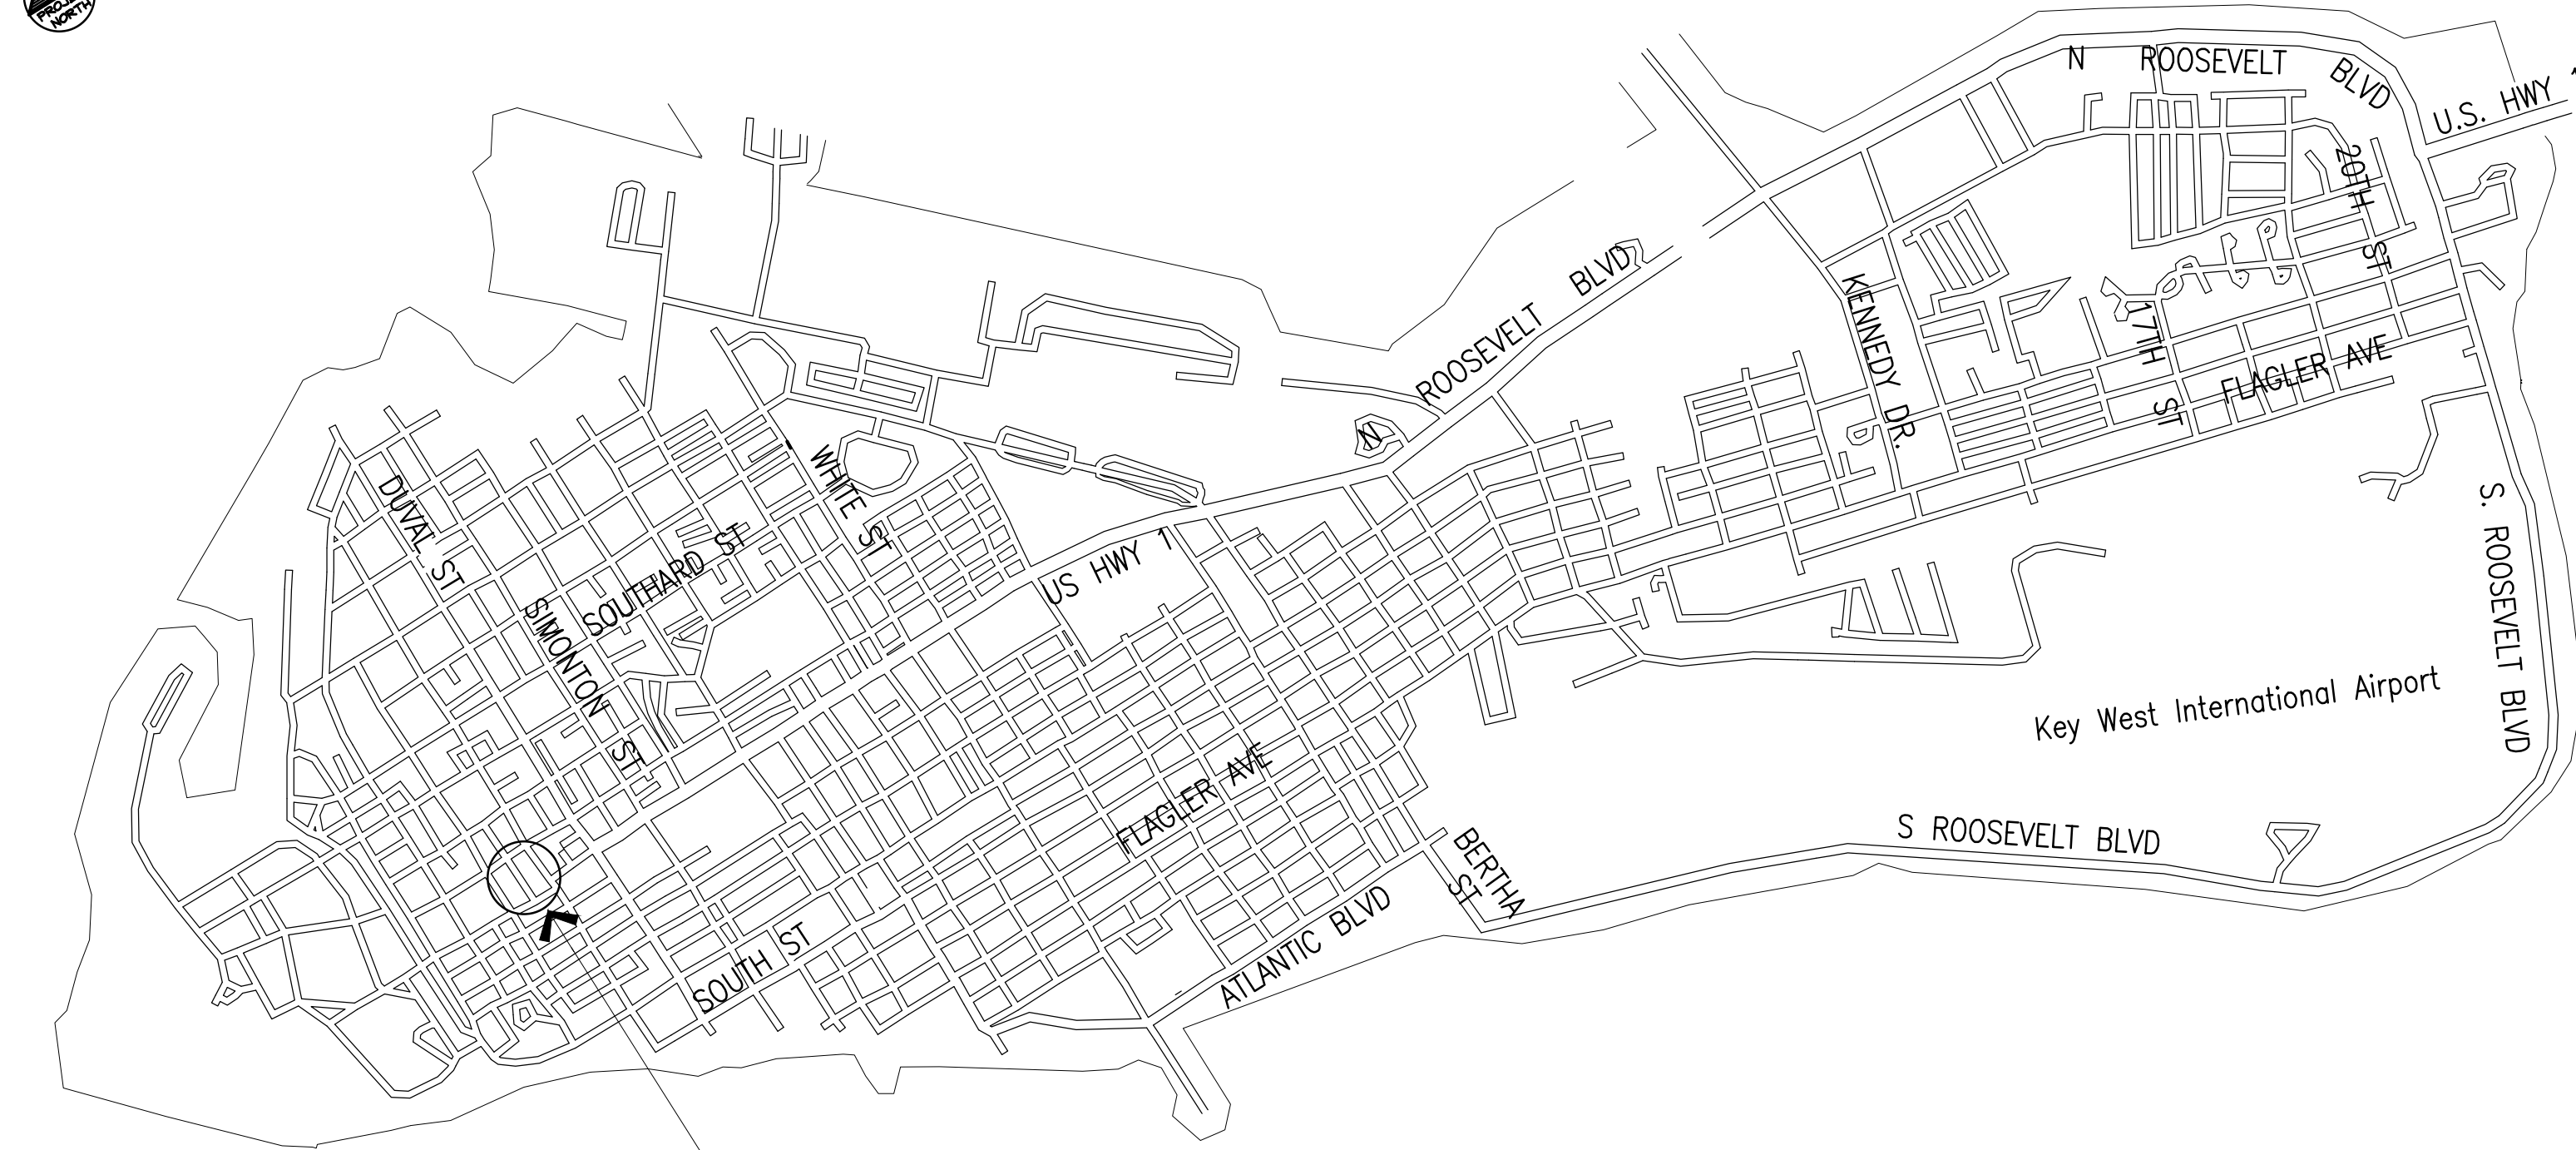 PROJ
NORTH
N ROOSEVELT BLVD
U.S. HWY
20TH ST
ROOSEVELT BLVD
N
KENNEDY DR.
17TH ST
FLAGLER AVE
S. ROOSEVELT BLVD
DUVAL ST
WHITE ST
SOUTHARD ST
US HWY 1
SIMONTON ST
Key West International Airport
FLAGLER AVE
S ROOSEVELT BLVD
BERTHA ST
ATLANTIC BLVD
SOUTH ST